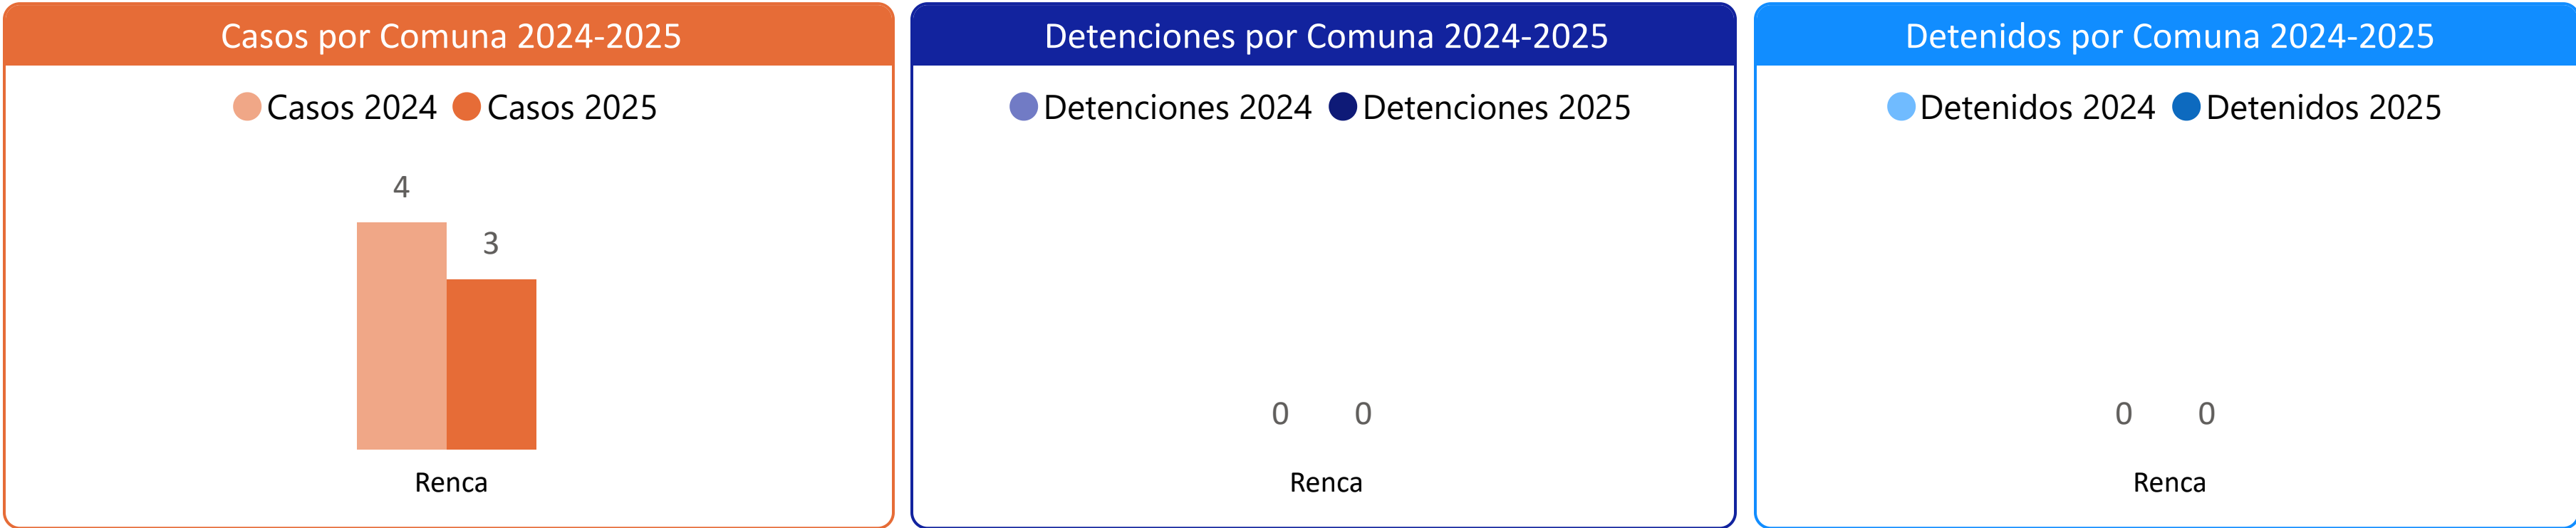 Casos por Comuna 2024-2025
Casos 2024 Casos 2025
4
3
Renca
Detenciones por Comuna 2024-2025
Detenciones 2024 Detenciones 2025
0 0
Renca
Detenidos por Comuna 2024-2025
Detenidos 2024 Detenidos 2025
0 0
Renca